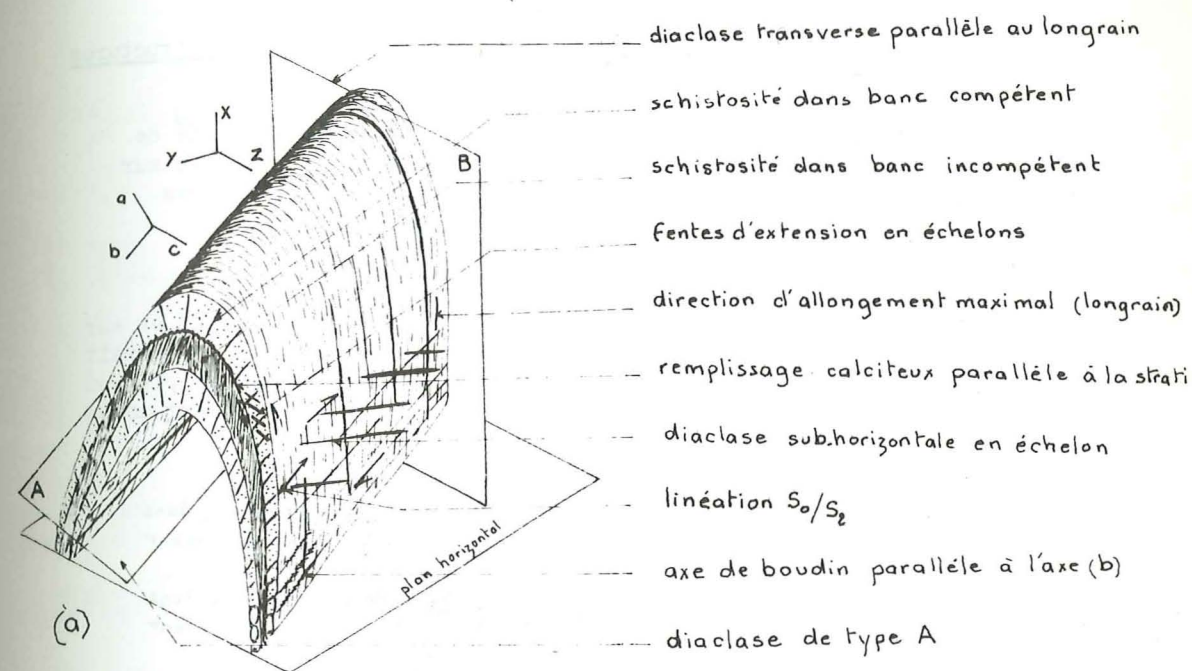 diaclase transverse parallèle au longrain
schistosité dans banc compétent
schistosité dans banc incompétent
fentes d'extension en échelons
direction d'allongement maximal (longrain)
remplissage calciteux parallèle à la strati
diaclase sub.horizontale en échelon
linéation S₀/S₂
axe de boudin parallèle à l'axe (b)
diaclase de type A
X
Y
Z
a
b
c
B
A
plan horizontal
(a)